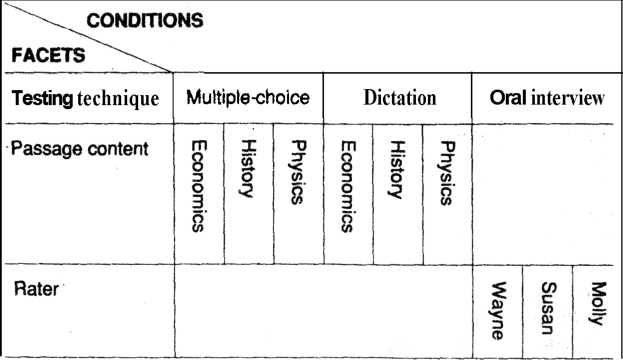 CONDITIONS
FACETS
Testing technique Multiple-choice Dictation Oral interview
Passage content Economics History Physics Economics History Physics
Rater Wayne Susan Molly